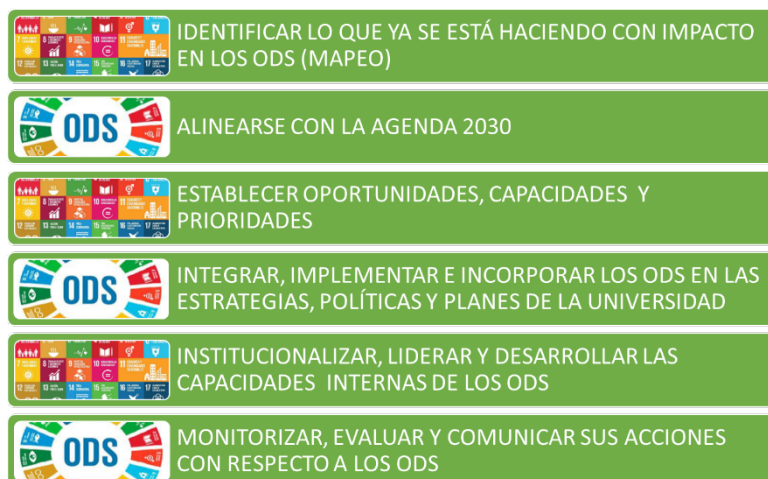 IDENTIFICAR LO QUE YA SE ESTÁ HACIENDO CON IMPACTO
EN LOS ODS (MAPEO)
ODS
ALINEARSE CON LA AGENDA 2030
ESTABLECER OPORTUNIDADES, CAPACIDADES Y
PRIORIDADES
ODS
INTEGRAR, IMPLEMENTAR E INCORPORAR LOS ODS EN LAS
ESTRATEGIAS, POLÍTICAS Y PLANES DE LA UNIVERSIDAD
INSTITUCIONALIZAR, LIDERAR Y DESARROLLAR LAS
CAPACIDADES INTERNAS DE LOS ODS
ODS
MONITORIZAR, EVALUAR Y COMUNICAR SUS ACCIONES
CON RESPECTO A LOS ODS